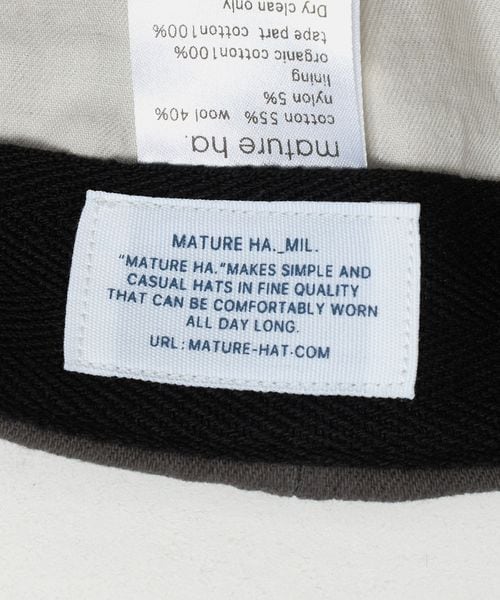 mature ha.
cotton 55% wool 40%
nylon 5%
lining
organic cotton100%
tape part cotton100%
Dry clean only
MATURE HA._MIL.
"MATURE HA."MAKES SIMPLE AND
CASUAL HATS IN FINE QUALITY
THAT CAN BE COMFORTABLY WORN
ALL DAY LONG.
URL: MATURE-HAT.COM